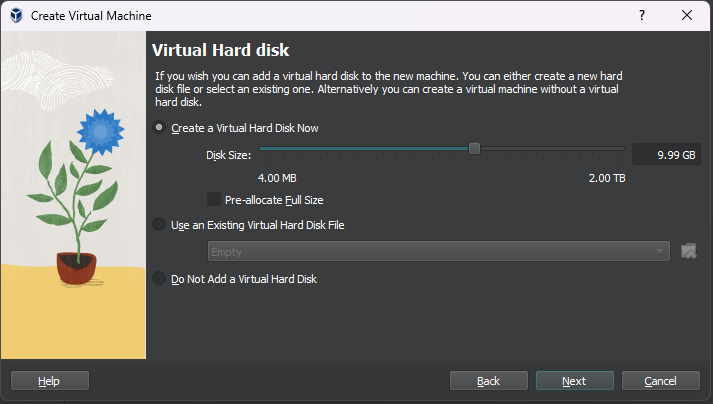 Create Virtual Machine
?
Virtual Hard disk
If you wish you can add a virtual hard disk to the new machine. You can either create a new hard
disk file or select an existing one. Alternatively you can create a virtual machine without a virtual
hard disk.
Create a Virtual Hard Disk Now
Disk Size:
9.99 GB
4.00 MB
2.00 TB
Pre-allocate Full Size
Use an Existing Virtual Hard Disk File
Empty
Do Not Add a Virtual Hard Disk
Help
Back
Next
Cancel